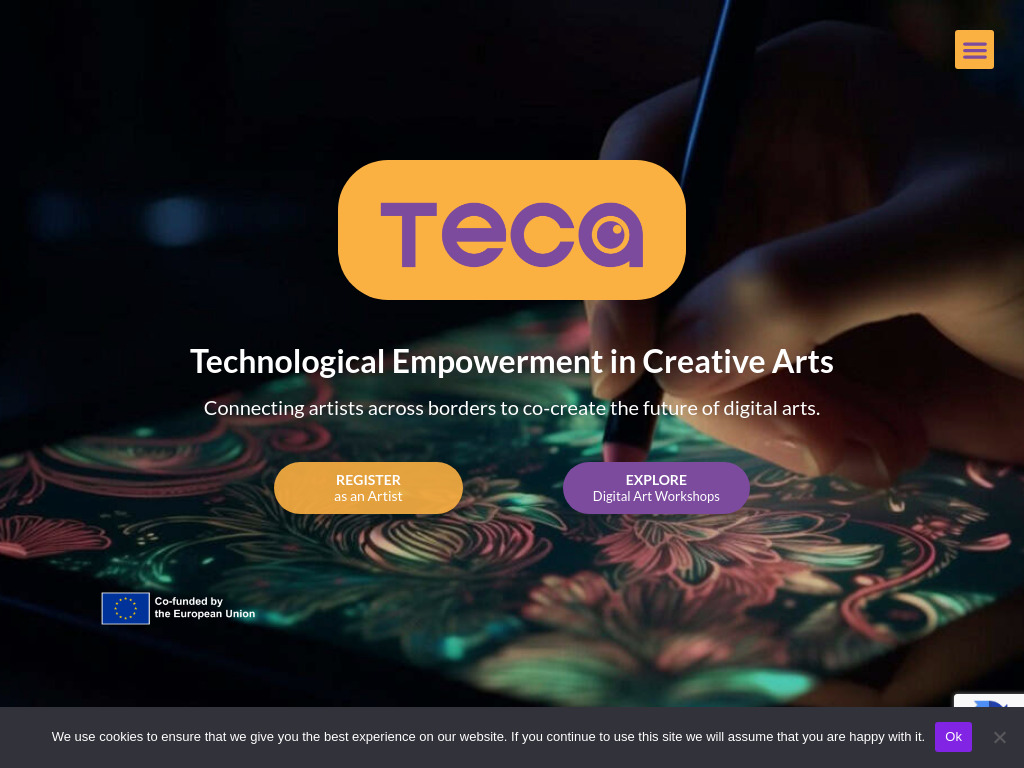 Teca
Technological Empowerment in Creative Arts
Connecting artists across borders to co-create the future of digital arts.
REGISTER
as an Artist
EXPLORE
Digital Art Workshops
Co-funded by
the European Union
We use cookies to ensure that we give you the best experience on our website. If you continue to use this site we will assume that you are happy with it.
Ok